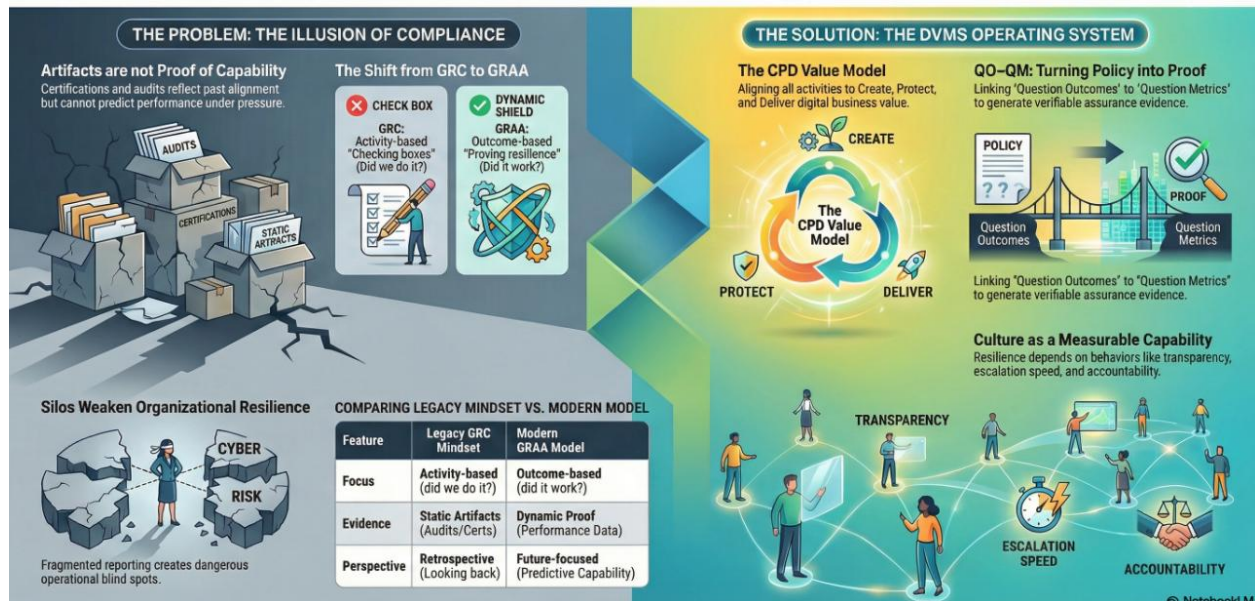 THE PROBLEM: THE ILLUSION OF COMPLIANCE
Artifacts are not Proof of Capability
Certifications and audits reflect past alignment
but cannot predict performance under pressure.
AUDITS
CERTIFICATIONS
STATIC
ARTRACTS
The Shift from GRC to GRAA
CHECK BOX
GRC:
Activity-based
"Checking boxes"
(Did we do it?)
DYNAMIC
SHIELD
GRAA:
Outcome-based
"Proving resilience"
(Did it work?)
Silos Weaken Organizational Resilience
CYBER
RISK
Fragmented reporting creates dangerous
operational blind spots.
COMPARING LEGACY MINDSET VS. MODERN MODEL
Feature
Legacy GRC
Mindset
Modern
GRAA Model
Focus
Activity-based
(did we do it?)
Outcome-based
(did it work?)
Evidence
Static Artifacts
(Audits/Certs)
Dynamic Proof
(Performance Data)
Perspective
Retrospective
(Looking back)
Future-focused
(Predictive Capability)
THE SOLUTION: THE DVMS OPERATING SYSTEM
The CPD Value Model
Aligning all activities to Create, Protect,
and Deliver digital business value.
CREATE
The
CPD Value
Model
PROTECT
DELIVER
QO–QM: Turning Policy into Proof
Linking 'Question Outcomes' to 'Question Metrics'
to generate verifiable assurance evidence.
POLICY
? ? ?
PROOF
Question
Outcomes
Question
Metrics
Linking "Question Outcomes' to "Question Metrics"
to generate verifiable assurance evidence.
Culture as a Measurable Capability
Resilience depends on behaviors like transparency,
escalation speed, and accountability.
TRANSPARENCY
ESCALATION
SPEED
ACCOUNTABILITY